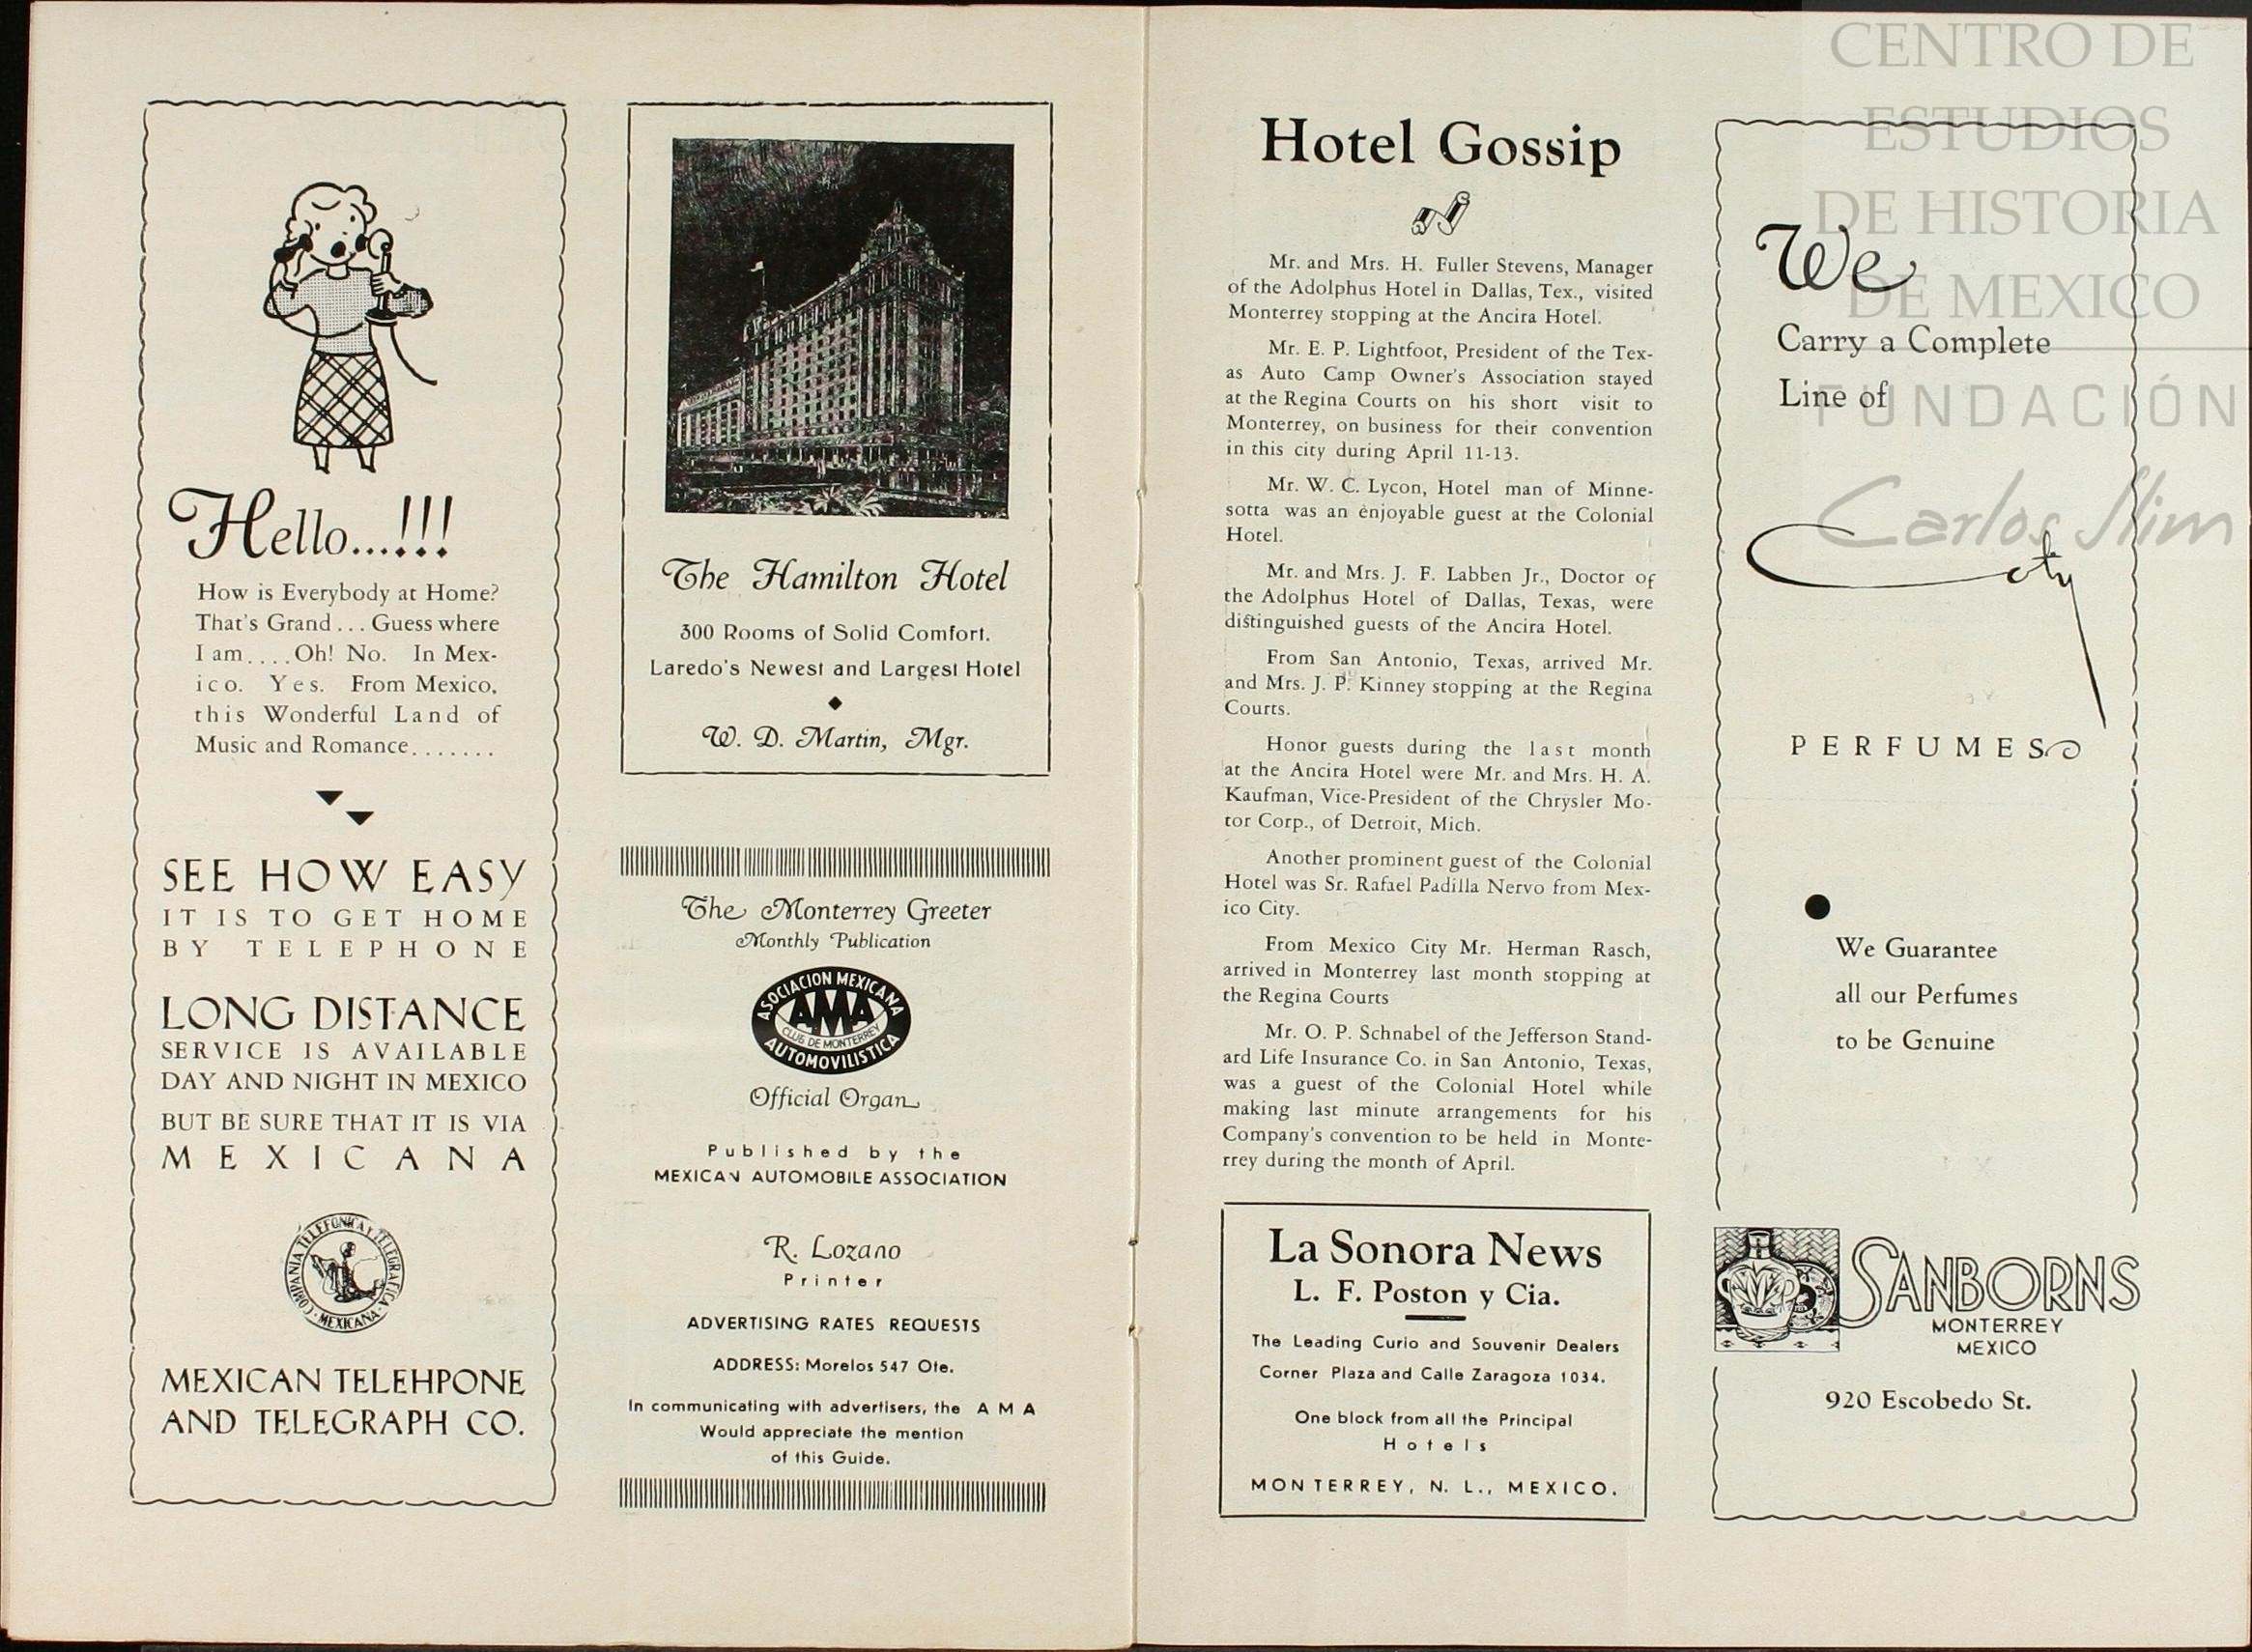 Hello...!!!
How is Everybody at Home?
That's Grand... Guess where
I am.... Oh! No. In Mex-
ico. Yes. From Mexico,
this Wonderful Land of
Music and Romance.......
SEE HOW EASY
IT IS TO GET HOME
BY TELEPHONE
LONG DISTANCE
SERVICE IS AVAILABLE
DAY AND NIGHT IN MEXICO
BUT BE SURE THAT IT IS VIA
MEXICANA
COMPAÑIA TELEFONICA Y TELEGRAFICA MEXICANA
MEXICAN TELEHPONE
AND TELEGRAPH CO.
The Hamilton Hotel
300 Rooms of Solid Comfort.
Laredo's Newest and Largest Hotel
W. D. Martin, Mgr.
The Monterrey Greeter
Monthly Publication
ASOCIACION MEXICANA
AMA
CLUB DE MONTERREY
AUTOMOVILISTICA
Official Organ
Published by the
MEXICAN AUTOMOBILE ASSOCIATION
R. Lozano
Printer
ADVERTISING RATES REQUESTS
ADDRESS: Morelos 547 Ote.
In communicating with advertisers, the A M A
Would appreciate the mention
of this Guide.
Hotel Gossip
Mr. and Mrs. H. Fuller Stevens, Manager
of the Adolphus Hotel in Dallas, Tex., visited
Monterrey stopping at the Ancira Hotel.
Mr. E. P. Lightfoot, President of the Tex-
as Auto Camp Owner's Association stayed
at the Regina Courts on his short visit to
Monterrey, on business for their convention
in this city during April 11-13.
Mr. W. C. Lycon, Hotel man of Minne-
sotta was an enjoyable guest at the Colonial
Hotel.
Mr. and Mrs. J. F. Labben Jr., Doctor of
the Adolphus Hotel of Dallas, Texas, were
distinguished guests of the Ancira Hotel.
From San Antonio, Texas, arrived Mr.
and Mrs. J. P. Kinney stopping at the Regina
Courts.
Honor guests during the last month
at the Ancira Hotel were Mr. and Mrs. H. A.
Kaufman, Vice-President of the Chrysler Mo-
tor Corp., of Detroit, Mich.
Another prominent guest of the Colonial
Hotel was Sr. Rafael Padilla Nervo from Mex-
ico City.
From Mexico City Mr. Herman Rasch,
arrived in Monterrey last month stopping at
the Regina Courts
Mr. O. P. Schnabel of the Jefferson Stand-
ard Life Insurance Co. in San Antonio, Texas,
was a guest of the Colonial Hotel while
making last minute arrangements for his
Company's convention to be held in Monte-
rrey during the month of April.
La Sonora News
L. F. Poston y Cia.
The Leading Curio and Souvenir Dealers
Corner Plaza and Calle Zaragoza 1034.
One block from all the Principal
Hotels
MONTERREY, N. L., MEXICO.
We
Carry a Complete
Line of
Coty
PERFUMES
We Guarantee
all our Perfumes
to be Genuine
SANBORNS
MONTERREY
MEXICO
920 Escobedo St.
CENTRO DE
ESTUDIOS
DE HISTORIA
DE MEXICO
FUNDACIÓN
Carlos Slim